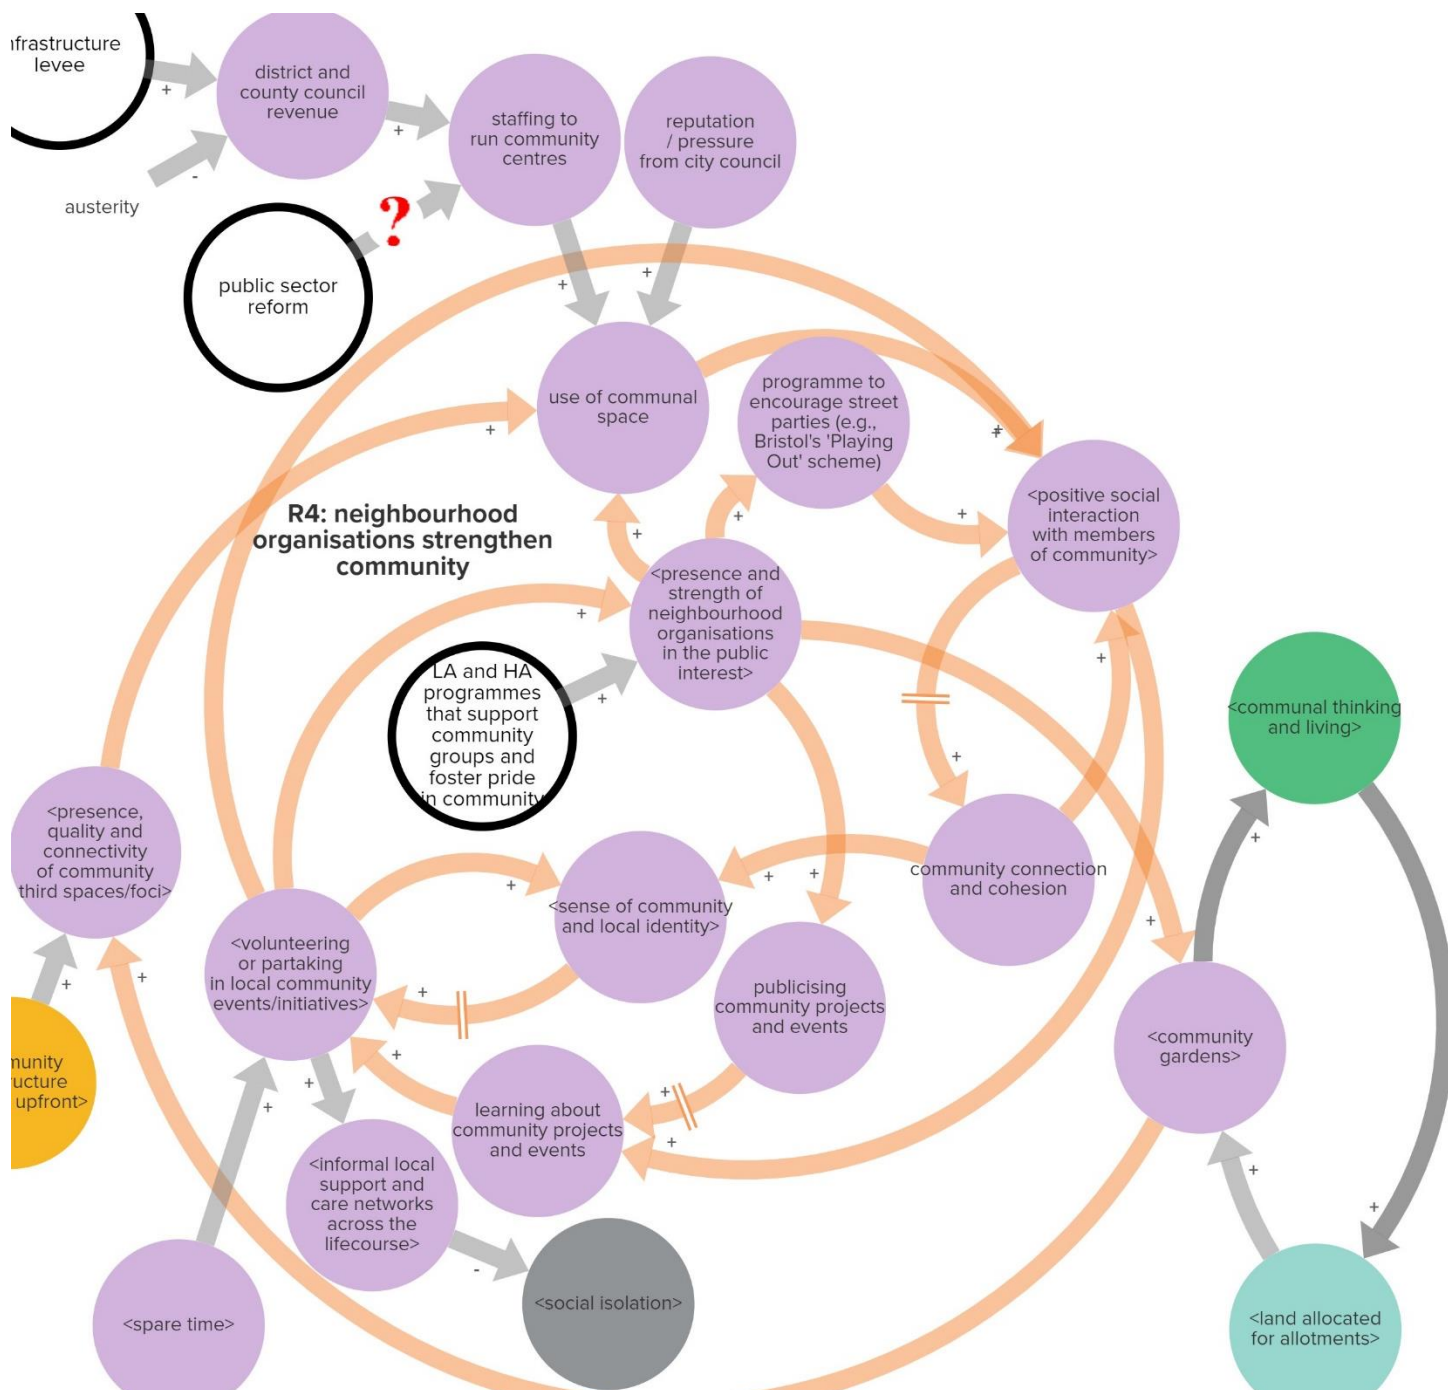 nfrastructure
levee
district and
county council
revenue
staffing to
run community
centres
reputation
/ pressure
from city council
+
+
-
austerity
?
public sector
reform
+
+
use of communal
space
programme to
encourage street
parties (e.g.,
Bristol's 'Playing
Out' scheme)
+
+
+
<positive social
interaction
with members
of community>
R4: neighbourhood
organisations strengthen
community
+
+
+
<presence and
strength of
neighbourhood
organisations
in the public
interest>
+
LA and HA
programmes
that support
community
groups and
foster pride
in community
+
+
+
<communal thinking
and living>
<presence,
quality and
connectivity
of community
third spaces/foci>
+
community connection
and cohesion
+
+
+
<sense of community
and local identity>
+
<volunteering
or partaking
in local community
events/initiatives>
+
+
+
publicising
community projects
and events
<community
gardens>
munity
ructure
upfront>
+
+
+
+
+
learning about
community projects
and events
<informal local
support and
care networks
across the
lifecourse>
+
+
-
<spare time>
<social isolation>
<land allocated
for allotments>